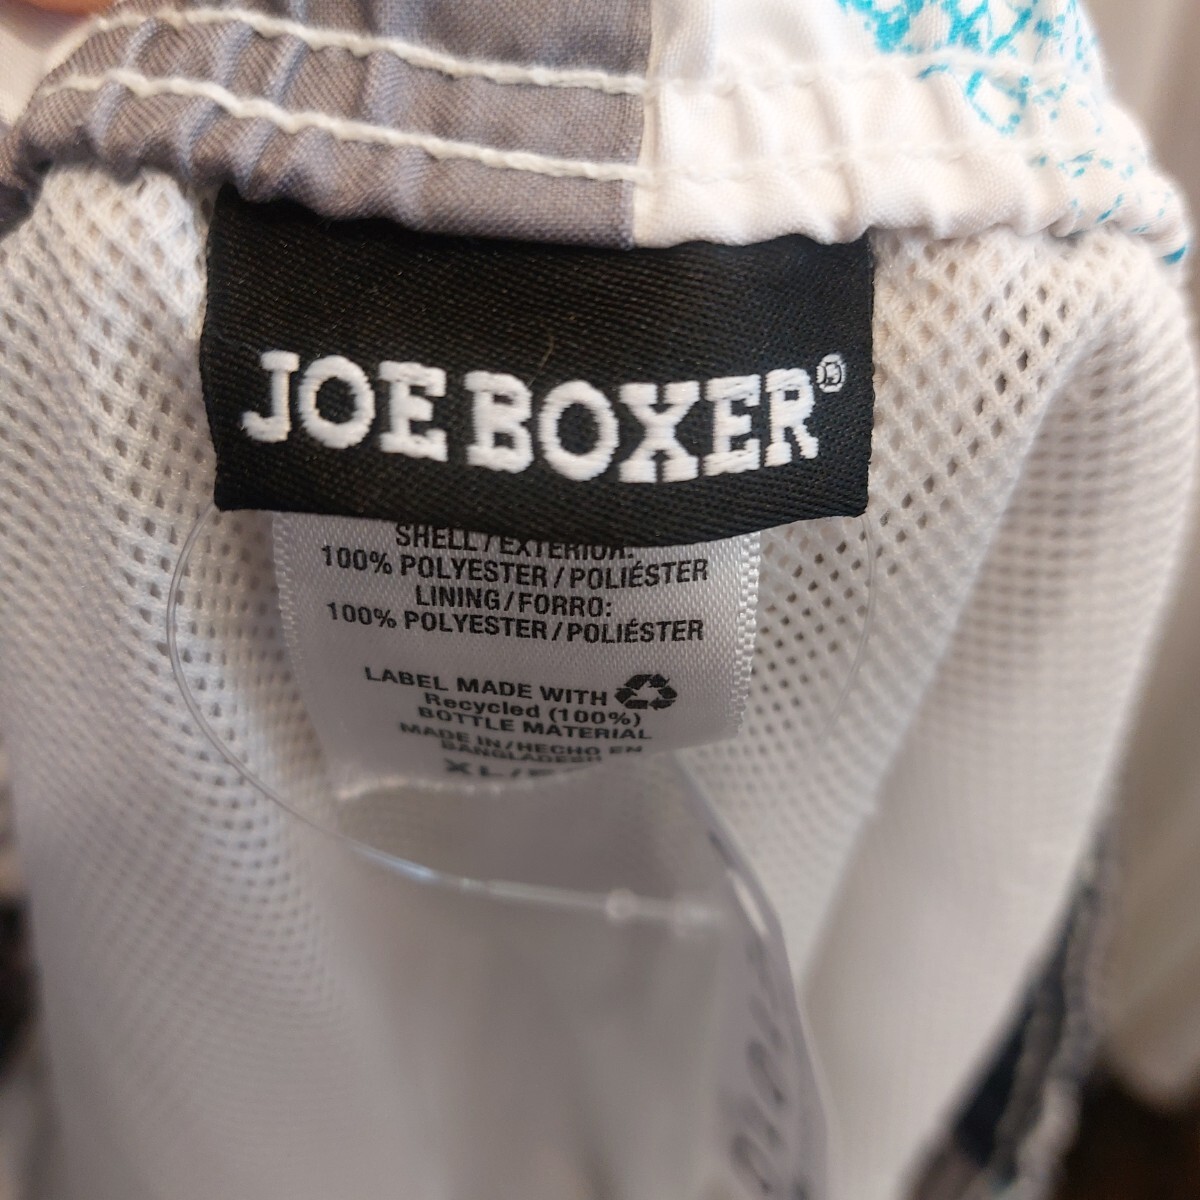 JOE BOXER®
SHELL/EXTERIOR:
100% POLYESTER/POLIÉSTER
LINING/FORRO:
100% POLYESTER/POLIÉSTER
LABEL MADE WITH
Recycled (100%)
BOTTLE MATERIAL
MADE IN/HECHO EN
BANGLADESH
XL/